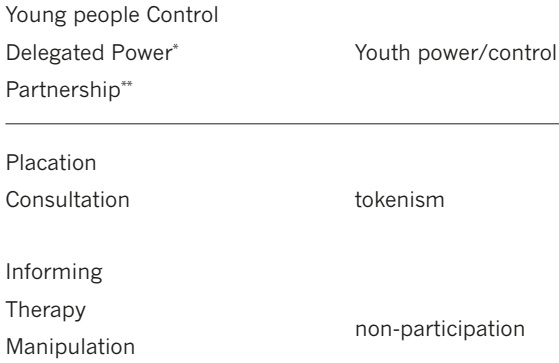 Young people Control
Delegated Power* Youth power/control
Partnership**
Placation
Consultation tokenism
Informing
Therapy
non-participation
Manipulation